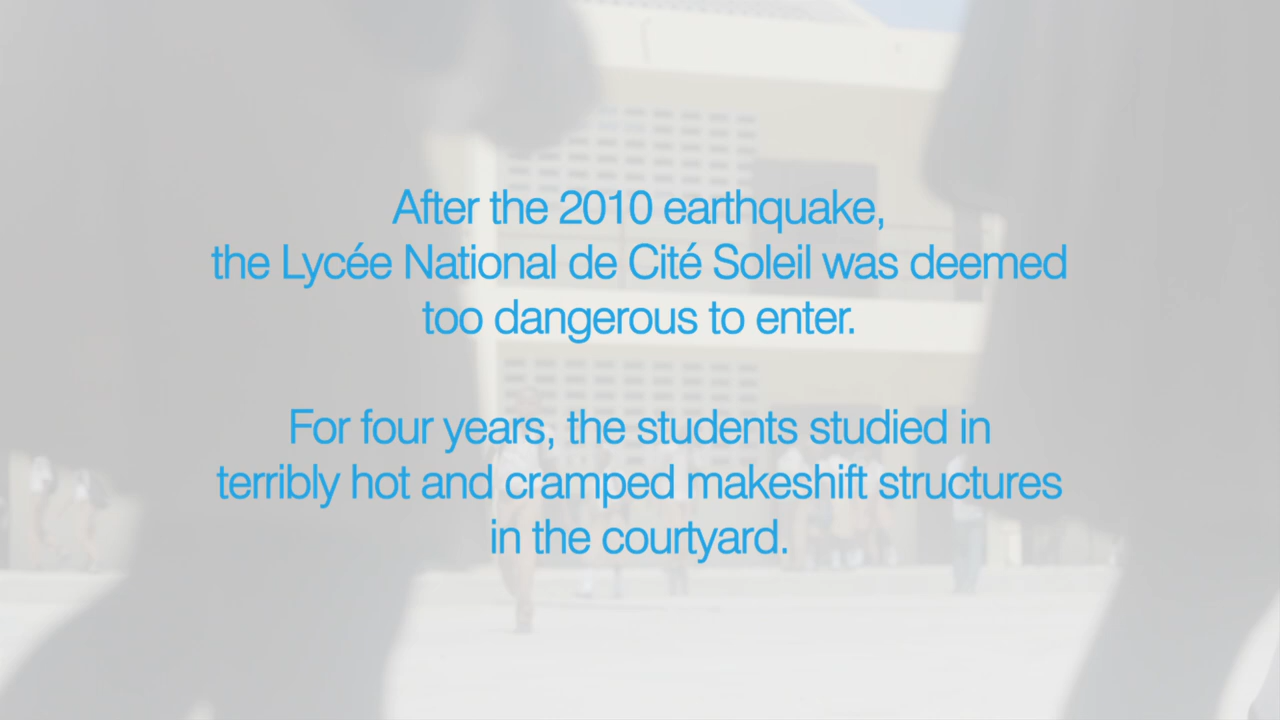 After the 2010 earthquake,
the Lycée National de Cité Soleil was deemed
too dangerous to enter.
For four years, the students studied in
terribly hot and cramped makeshift structures
in the courtyard.